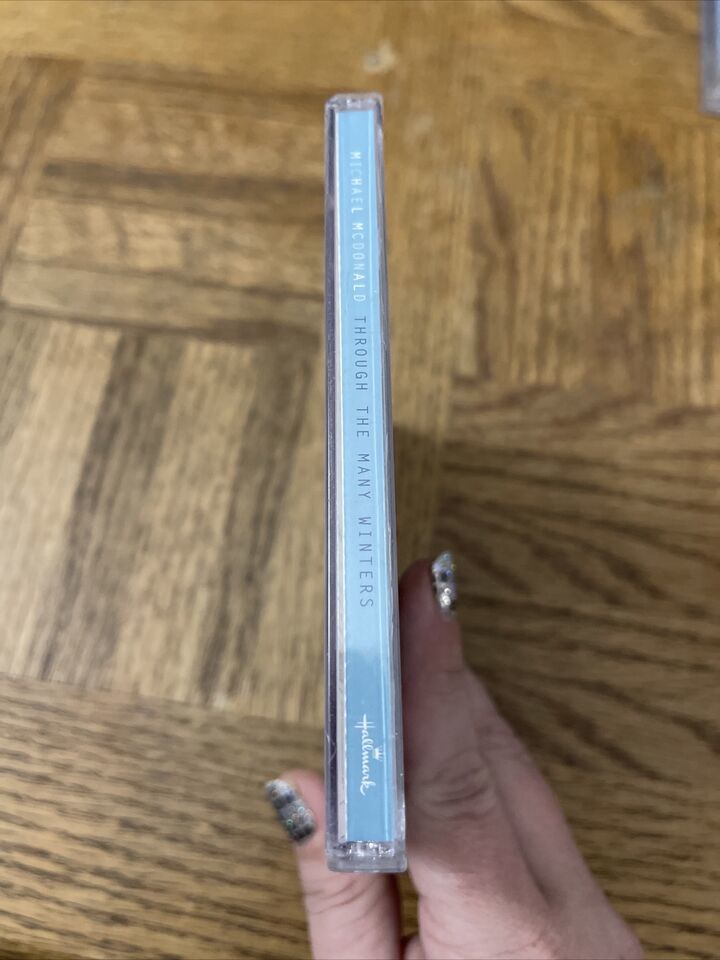 MICHAEL MCDONALD THROUGH THE MANY WINTERS
Hallmark